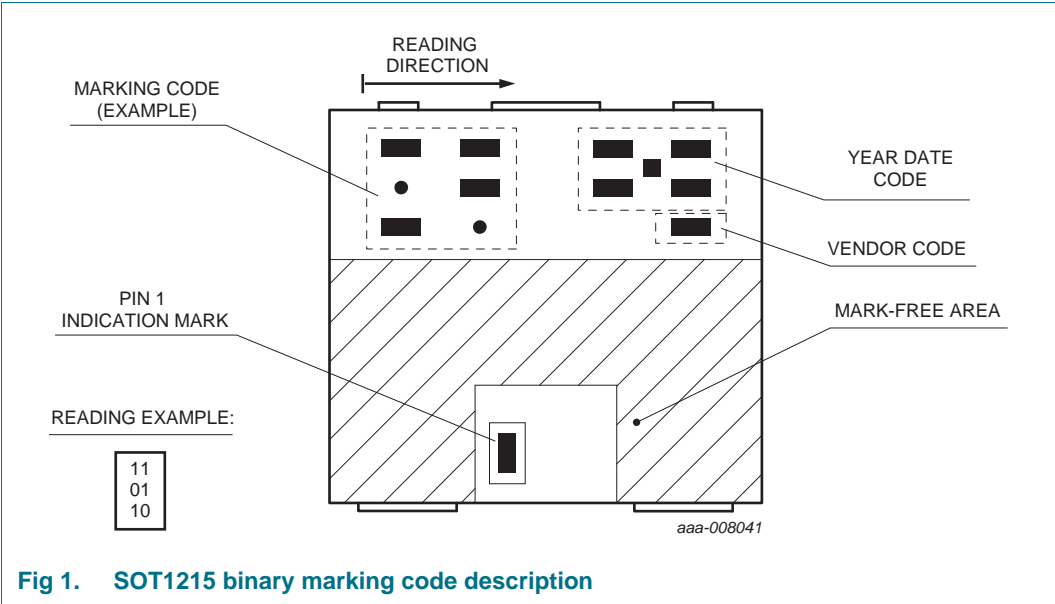 READING
DIRECTION
MARKING CODE
(EXAMPLE)
YEAR DATE
CODE
VENDOR CODE
PIN 1
INDICATION MARK
MARK-FREE AREA
READING EXAMPLE:
11
01
10
aaa-008041
Fig 1. SOT1215 binary marking code description